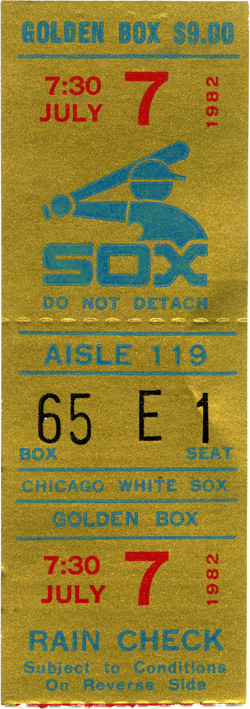 GOLDEN BOX $9.00
7:30 JULY 7 1982
SOX
DO NOT DETACH
AISLE 119
65 E 1
BOX SEAT
CHICAGO WHITE SOX
GOLDEN BOX
7:30 JULY 7 1982
RAIN CHECK
Subject to Conditions
On Reverse Side